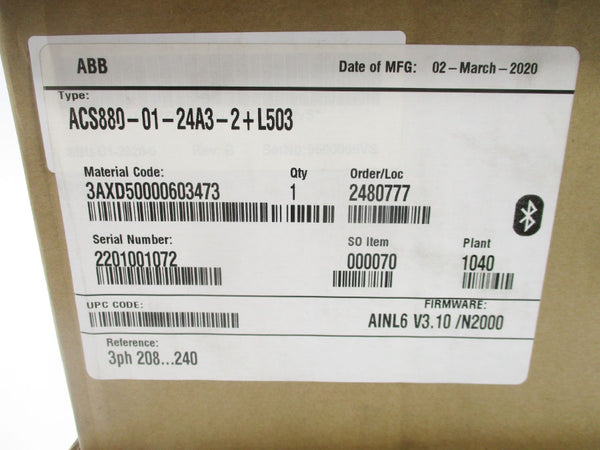 ABB Date of MFG: 02-March-2020
Type:
ACS880-01-24A3-2+L503
Material Code: Qty Order/Loc
3AXD50000603473 1 2480777
Serial Number: SO Item Plant
2201001072 000070 1040
UPC CODE: FIRMWARE:
AINL6 V3.10 /N2000
Reference:
3ph 208...240